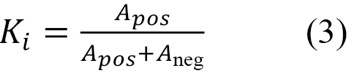 K_i = A_pos / (A_pos + A_neg) (3)